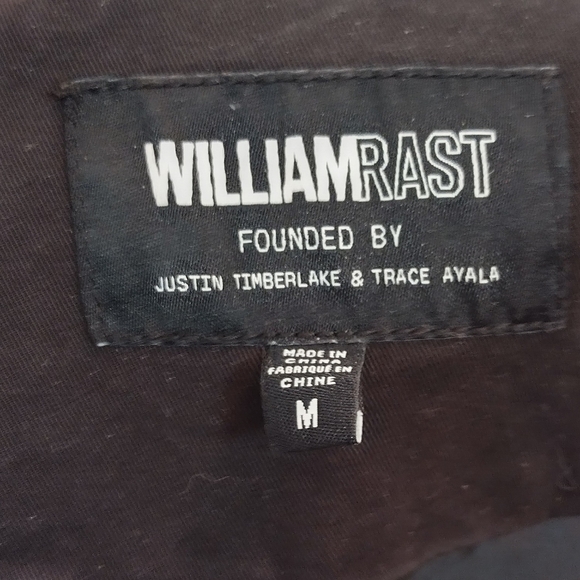 WILLIAMRAST
FOUNDED BY
JUSTIN TIMBERLAKE & TRACE AYALA
MADE IN
CHINA
FABRIQUÉ EN
CHINE
M